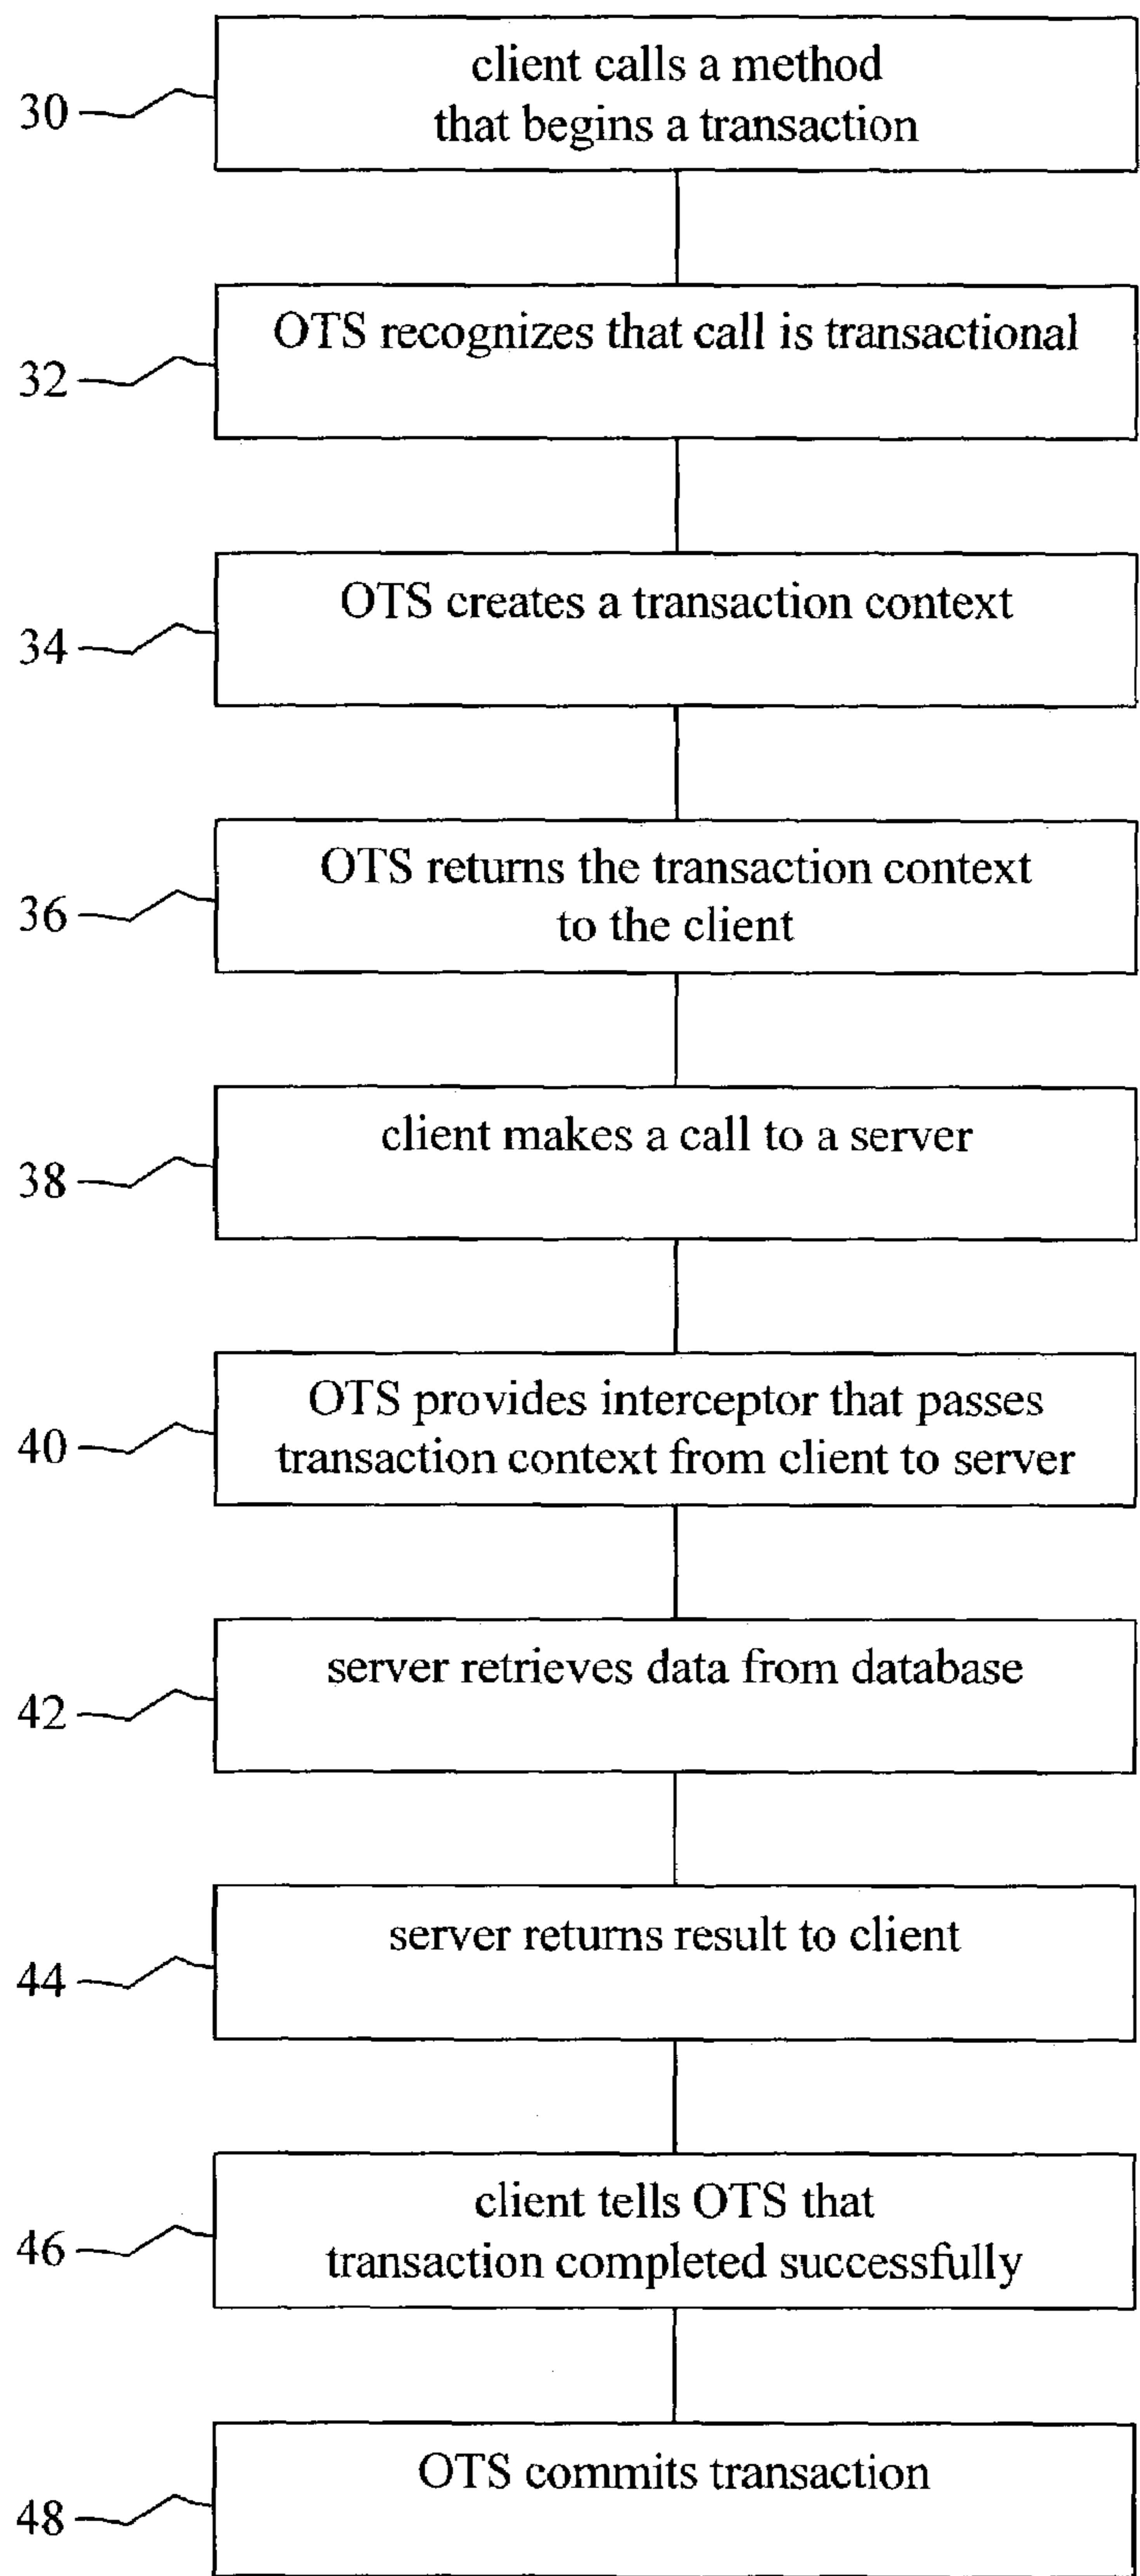 client calls a method
that begins a transaction
30
OTS recognizes that call is transactional
32
OTS creates a transaction context
34
OTS returns the transaction context
to the client
36
client makes a call to a server
38
OTS provides interceptor that passes
transaction context from client to server
40
server retrieves data from database
42
server returns result to client
44
client tells OTS that
transaction completed successfully
46
OTS commits transaction
48